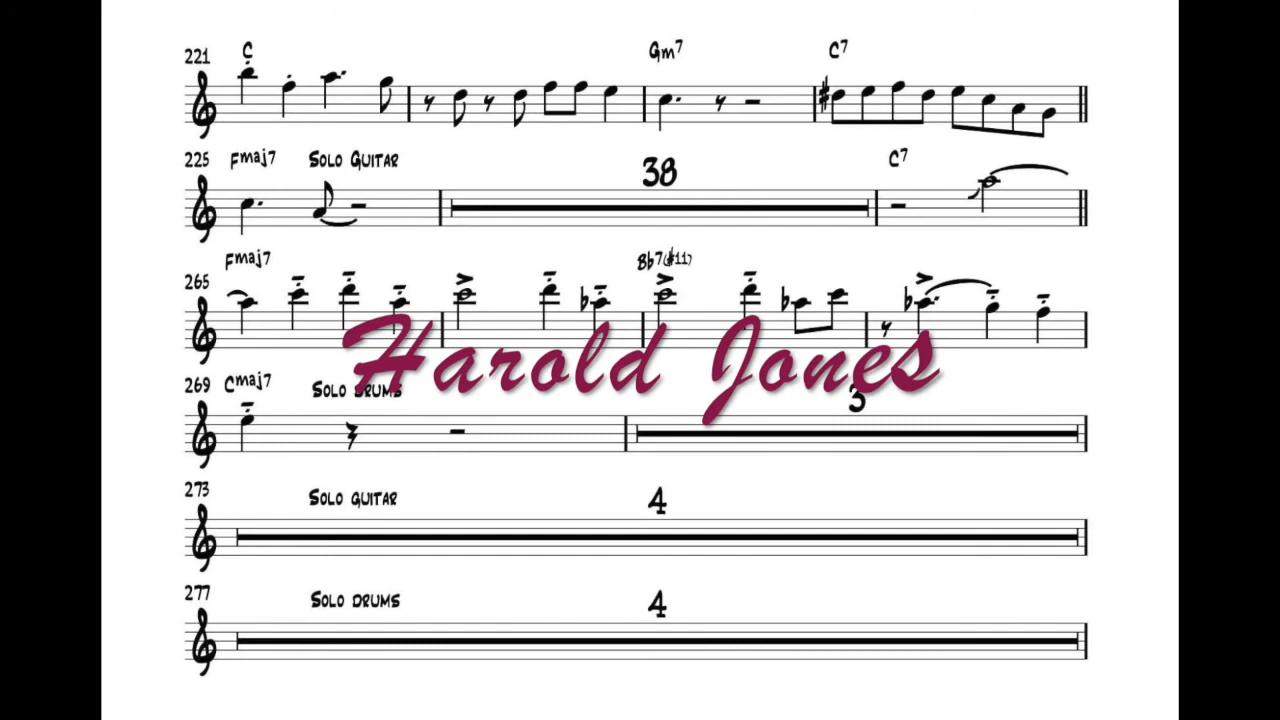 221 C Gm7 C7
225 Fmaj7 Solo Guitar 38 C7
265 Fmaj7 Bb7(#11)
Harold Jones
269 Cmaj7 Solo drums 3
273 Solo guitar 4
277 Solo drums 4